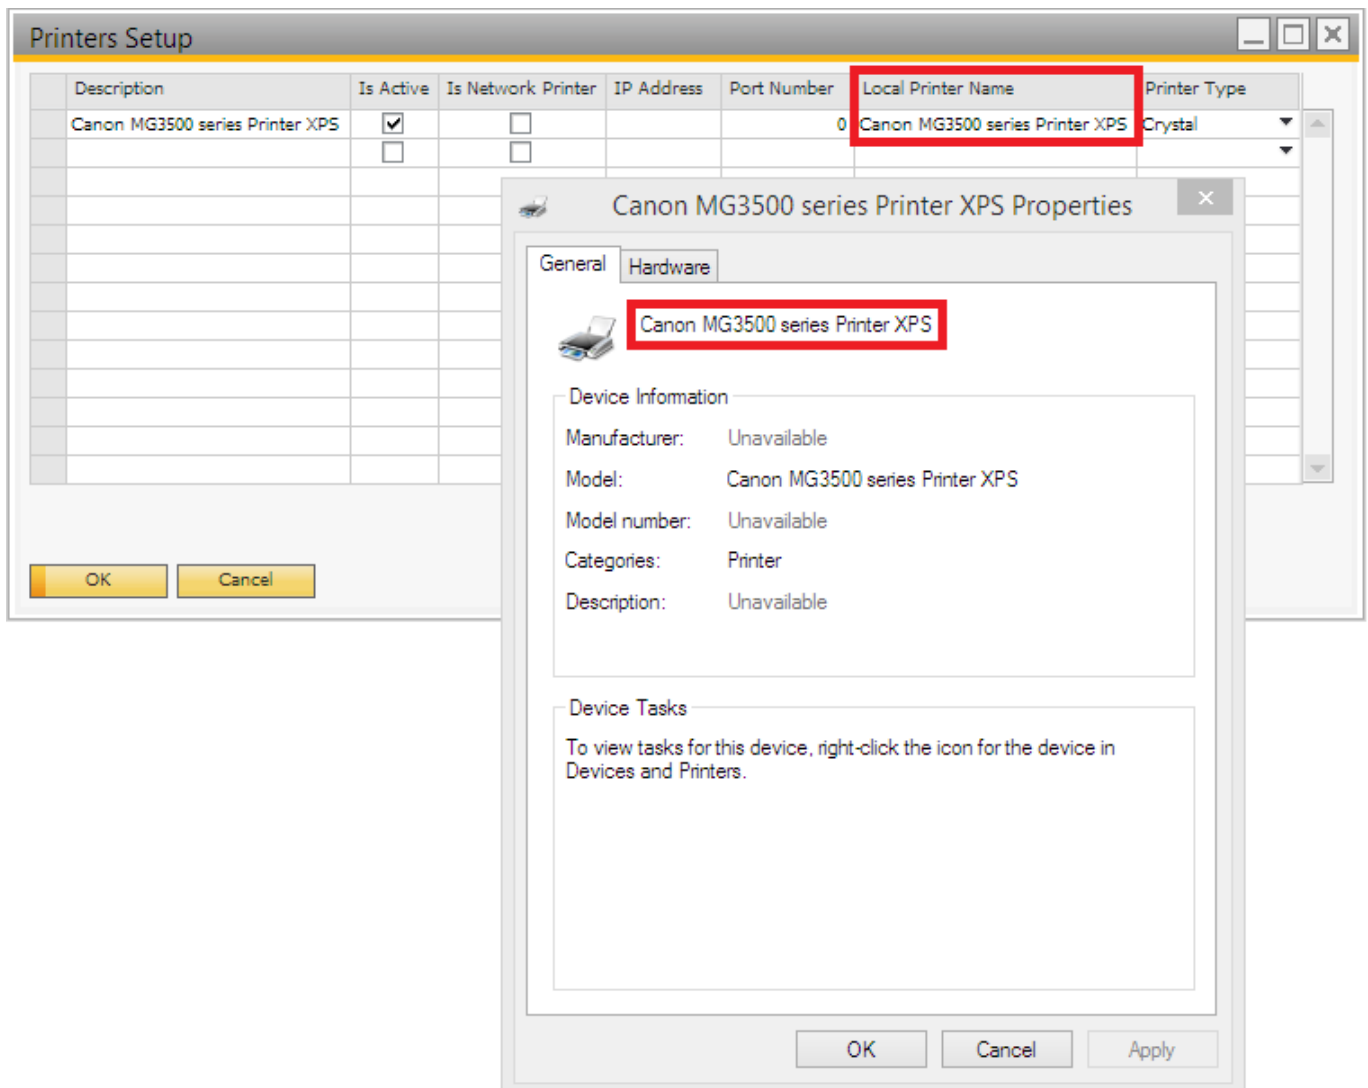 Printers Setup
Description Is Active Is Network Printer IP Address Port Number Local Printer Name Printer Type
Canon MG3500 series Printer XPS 0 Canon MG3500 series Printer XPS Crystal
Canon MG3500 series Printer XPS Properties
General Hardware
Canon MG3500 series Printer XPS
Device Information
Manufacturer: Unavailable
Model: Canon MG3500 series Printer XPS
Model number: Unavailable
Categories: Printer
Description: Unavailable
OK Cancel
Device Tasks
To view tasks for this device, right-click the icon for the device in
Devices and Printers.
OK Cancel Apply